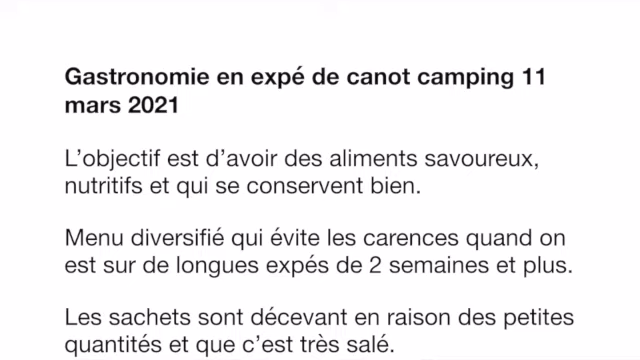 Gastronomie en expé de canot camping 11
mars 2021
L’objectif est d’avoir des aliments savoureux,
nutritifs et qui se conservent bien.
Menu diversifié qui évite les carences quand on
est sur de longues expés de 2 semaines et plus.
Les sachets sont décevant en raison des petites
quantités et que c’est très salé.